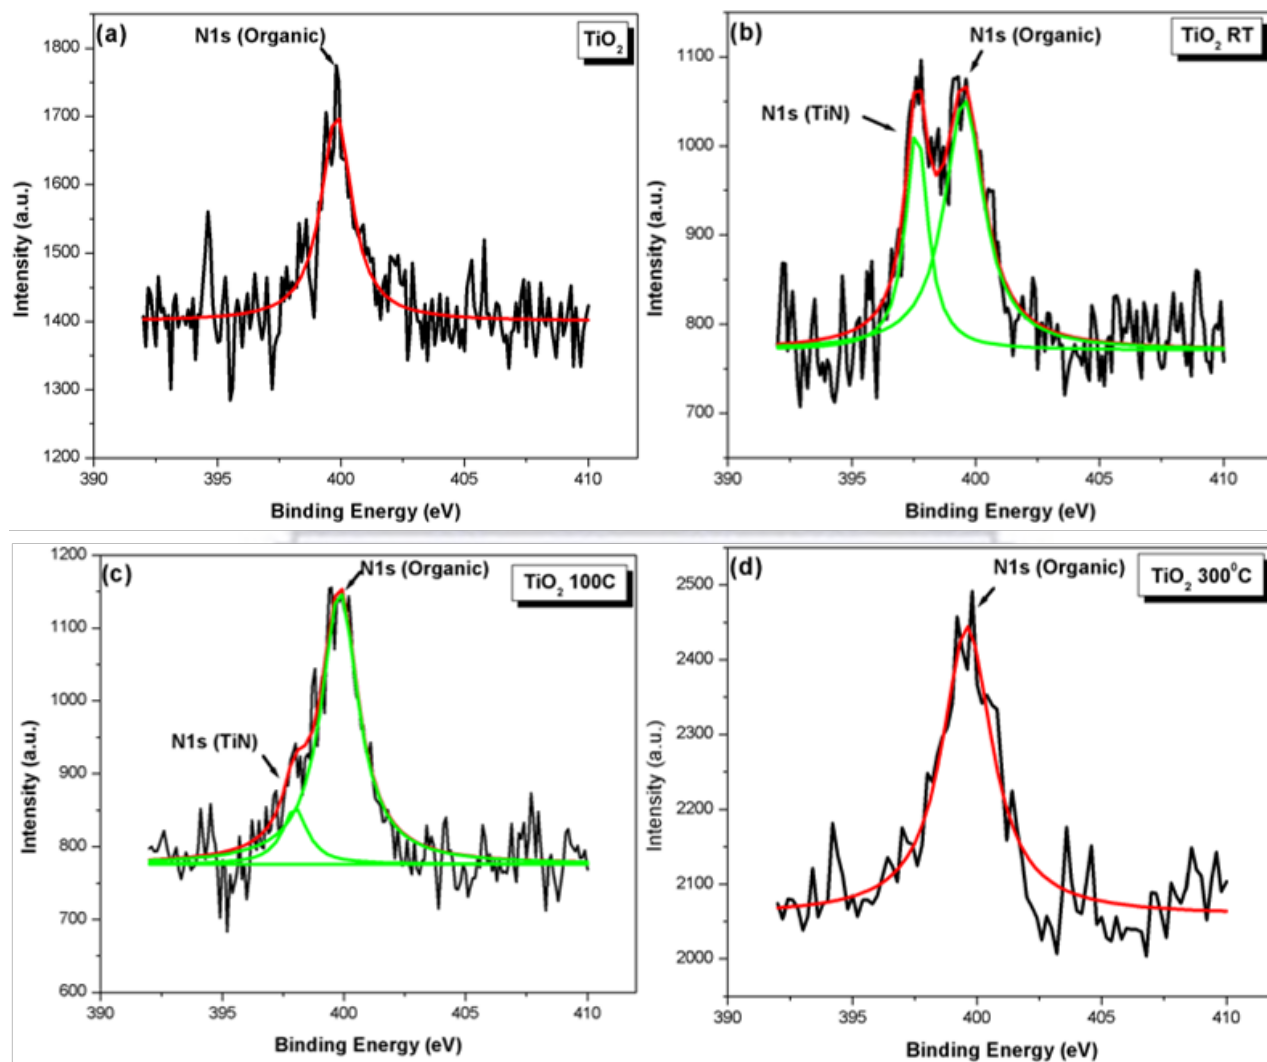 (a)
N1s (Organic)
TiO₂
1800
1700
1600
1500
1400
1300
1200
390 395 400 405 410
Intensity (a.u.)
Binding Energy (eV)
(b)
N1s (Organic)
TiO₂ RT
N1s (TiN)
1100
1000
900
800
700
390 395 400 405 410
Intensity (a.u.)
Binding Energy (eV)
(c)
N1s (Organic)
TiO₂ 100C
N1s (TiN)
1200
1100
1000
900
800
700
600
390 395 400 405 410
Intensity (a.u.)
Binding Energy (eV)
(d)
N1s (Organic)
TiO₂ 300⁰C
2500
2400
2300
2200
2100
2000
390 395 400 405 410
Intensity (a.u.)
Binding Energy (eV)